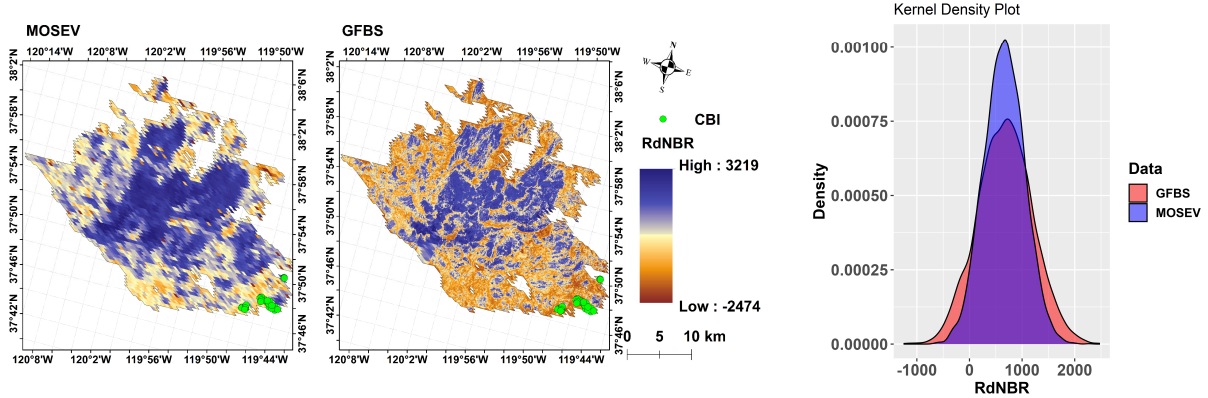 MOSEV
120°14'W 120°8'W 120°2'W 119°56'W 119°50'W
38°2'N
37°58'N
37°54'N
37°50'N
37°46'N
37°42'N
38°6'N
38°2'N
37°58'N
37°54'N
37°50'N
37°46'N
120°8'W 120°2'W 119°56'W 119°50'W 119°44'W
GFBS
120°14'W 120°8'W 120°2'W 119°56'W 119°50'W
38°2'N
37°58'N
37°54'N
37°50'N
37°46'N
37°42'N
38°6'N
38°2'N
37°58'N
37°54'N
37°50'N
37°46'N
120°8'W 120°2'W 119°56'W 119°50'W 119°44'W
N
W
E
S
CBI
RdNBR
High : 3219
Low : -2474
0 5 10 km
Kernel Density Plot
0.00100
0.00075
0.00050
0.00025
0.00000
Density
-1000 0 1000 2000
RdNBR
Data
GFBS
MOSEV